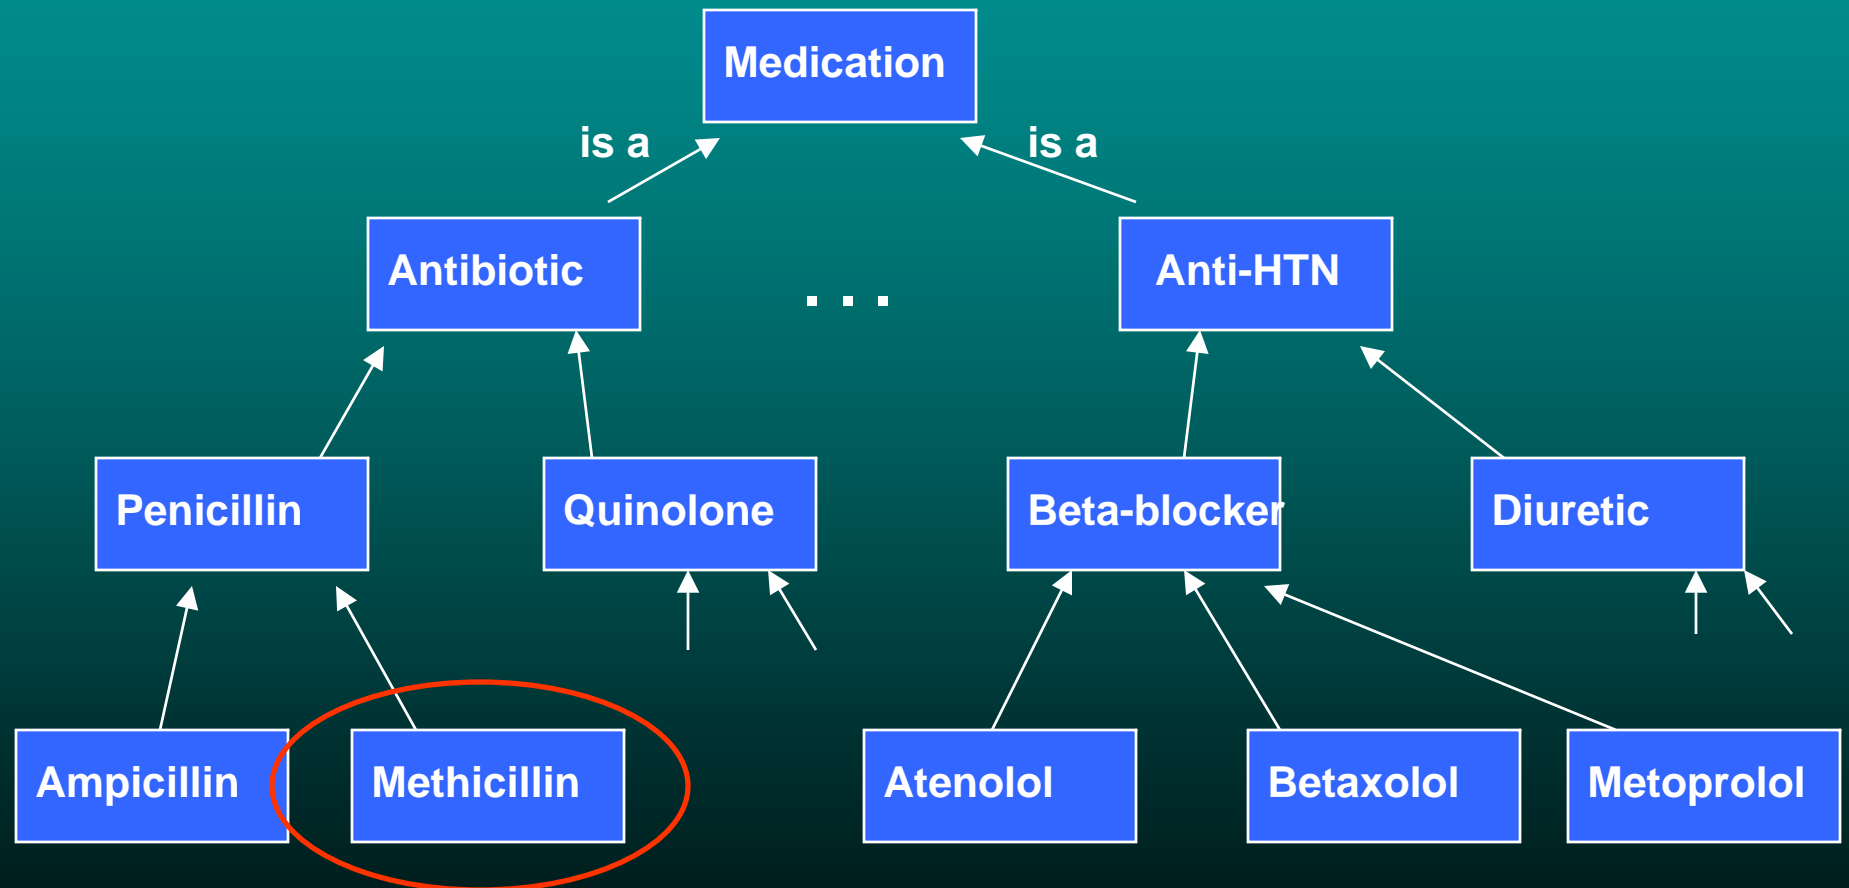 Medication
is a
is a
Antibiotic
. . .
Anti-HTN
Penicillin
Quinolone
Beta-blocker
Diuretic
Ampicillin
Methicillin
Atenolol
Betaxolol
Metoprolol